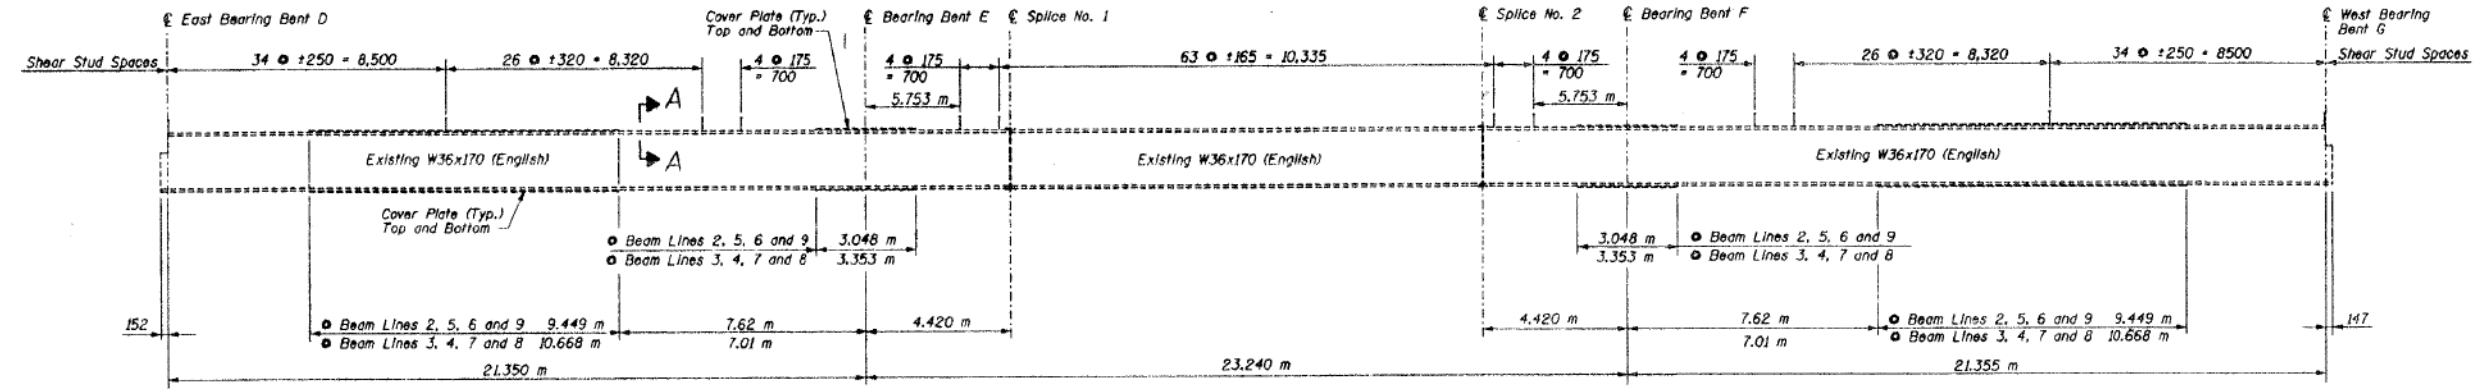 ℄ East Bearing Bent D
Cover Plate (Typ.)
Top and Bottom
℄ Bearing Bent E
℄ Splice No. 1
℄ Splice No. 2
℄ Bearing Bent F
℄ West Bearing
Bent G
Shear Stud Spaces
34 @ ±250 = 8,500
26 @ ±320 = 8,320
4 @ 175
= 700
4 @ 175
= 700
63 @ ±165 = 10,335
4 @ 175
= 700
4 @ 175
= 700
26 @ ±320 = 8,320
34 @ ±250 = 8500
Shear Stud Spaces
5.753 m
5.753 m
A
A
Existing W36x170 (English)
Existing W36x170 (English)
Existing W36x170 (English)
Cover Plate (Typ.)
Top and Bottom
@ Beam Lines 2, 5, 6 and 9 3.048 m
@ Beam Lines 3, 4, 7 and 8 3.353 m
3.048 m @ Beam Lines 2, 5, 6 and 9
3.353 m @ Beam Lines 3, 4, 7 and 8
152
@ Beam Lines 2, 5, 6 and 9 9.449 m
@ Beam Lines 3, 4, 7 and 8 10.668 m
7.62 m
7.01 m
4.420 m
4.420 m
7.62 m
7.01 m
@ Beam Lines 2, 5, 6 and 9 9.449 m
@ Beam Lines 3, 4, 7 and 8 10.668 m
147
21.350 m
23.240 m
21.355 m